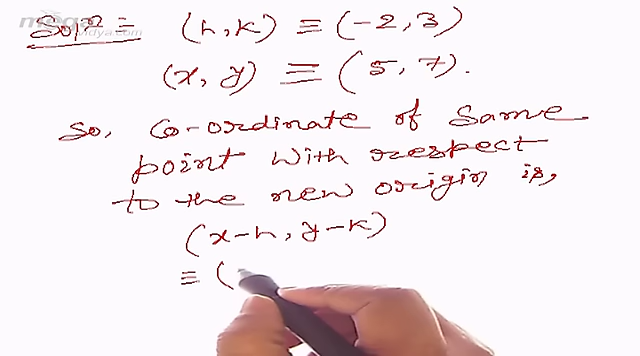 Sol^n = (h, k) ≡ (-2, 3)
(x, y) ≡ (5, 7).
So, Co-ordinate of Same
point with respect
to the new origin is,
(x-h, y-k)
≡ (